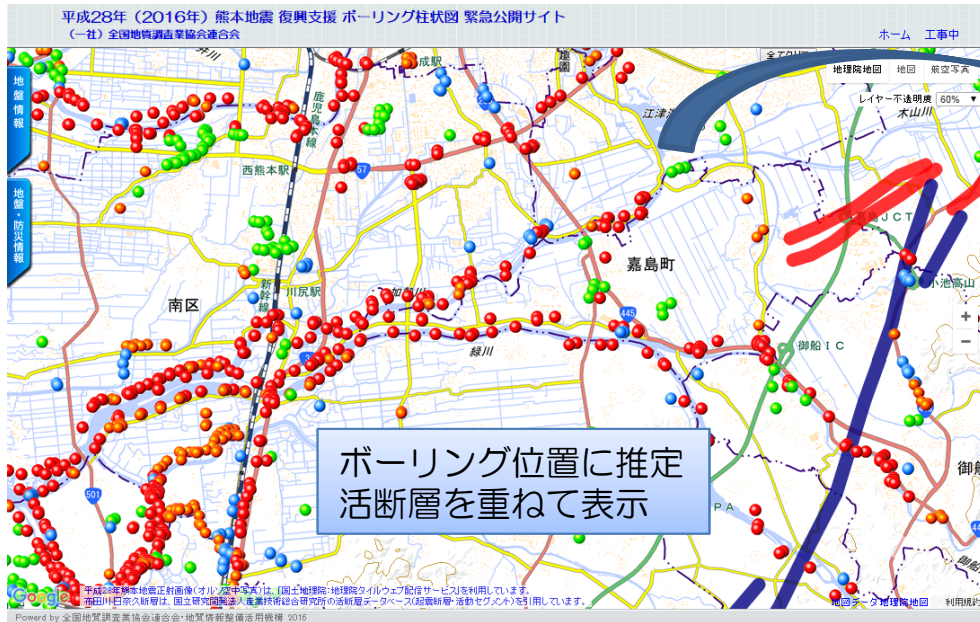 平成28年（2016年）熊本地震 復興支援 ボーリング柱状図 緊急公開サイト
（一社）全国地質調査業協会連合会
ホーム 工事中
地理院地図 地図 航空写真
レイヤー不透明度 60%
木山川
地盤情報
地盤・防災情報
鹿児島本線
西熊本駅
57
嘉島町
南区
新幹線
川尻駅
小池高山
+
−
445
緑川
御船ＩＣ
3
ボーリング位置に推定
活断層を重ねて表示
501
ＰＡ
Google
平成28年熊本地震正射画像（オルソ空中写真）は、「国土地理院:地理院タイルウェブ配信サービス」を利用しています。
布田川・日奈久断層は、国立研究開発法人産業技術総合研究所の活断層データベース（起震断層・活動セグメント）を引用しています。
地図データ 地理院地図 利用規約
Powerd by 全国地質調査業協会連合会・地質情報整備活用機構 2016